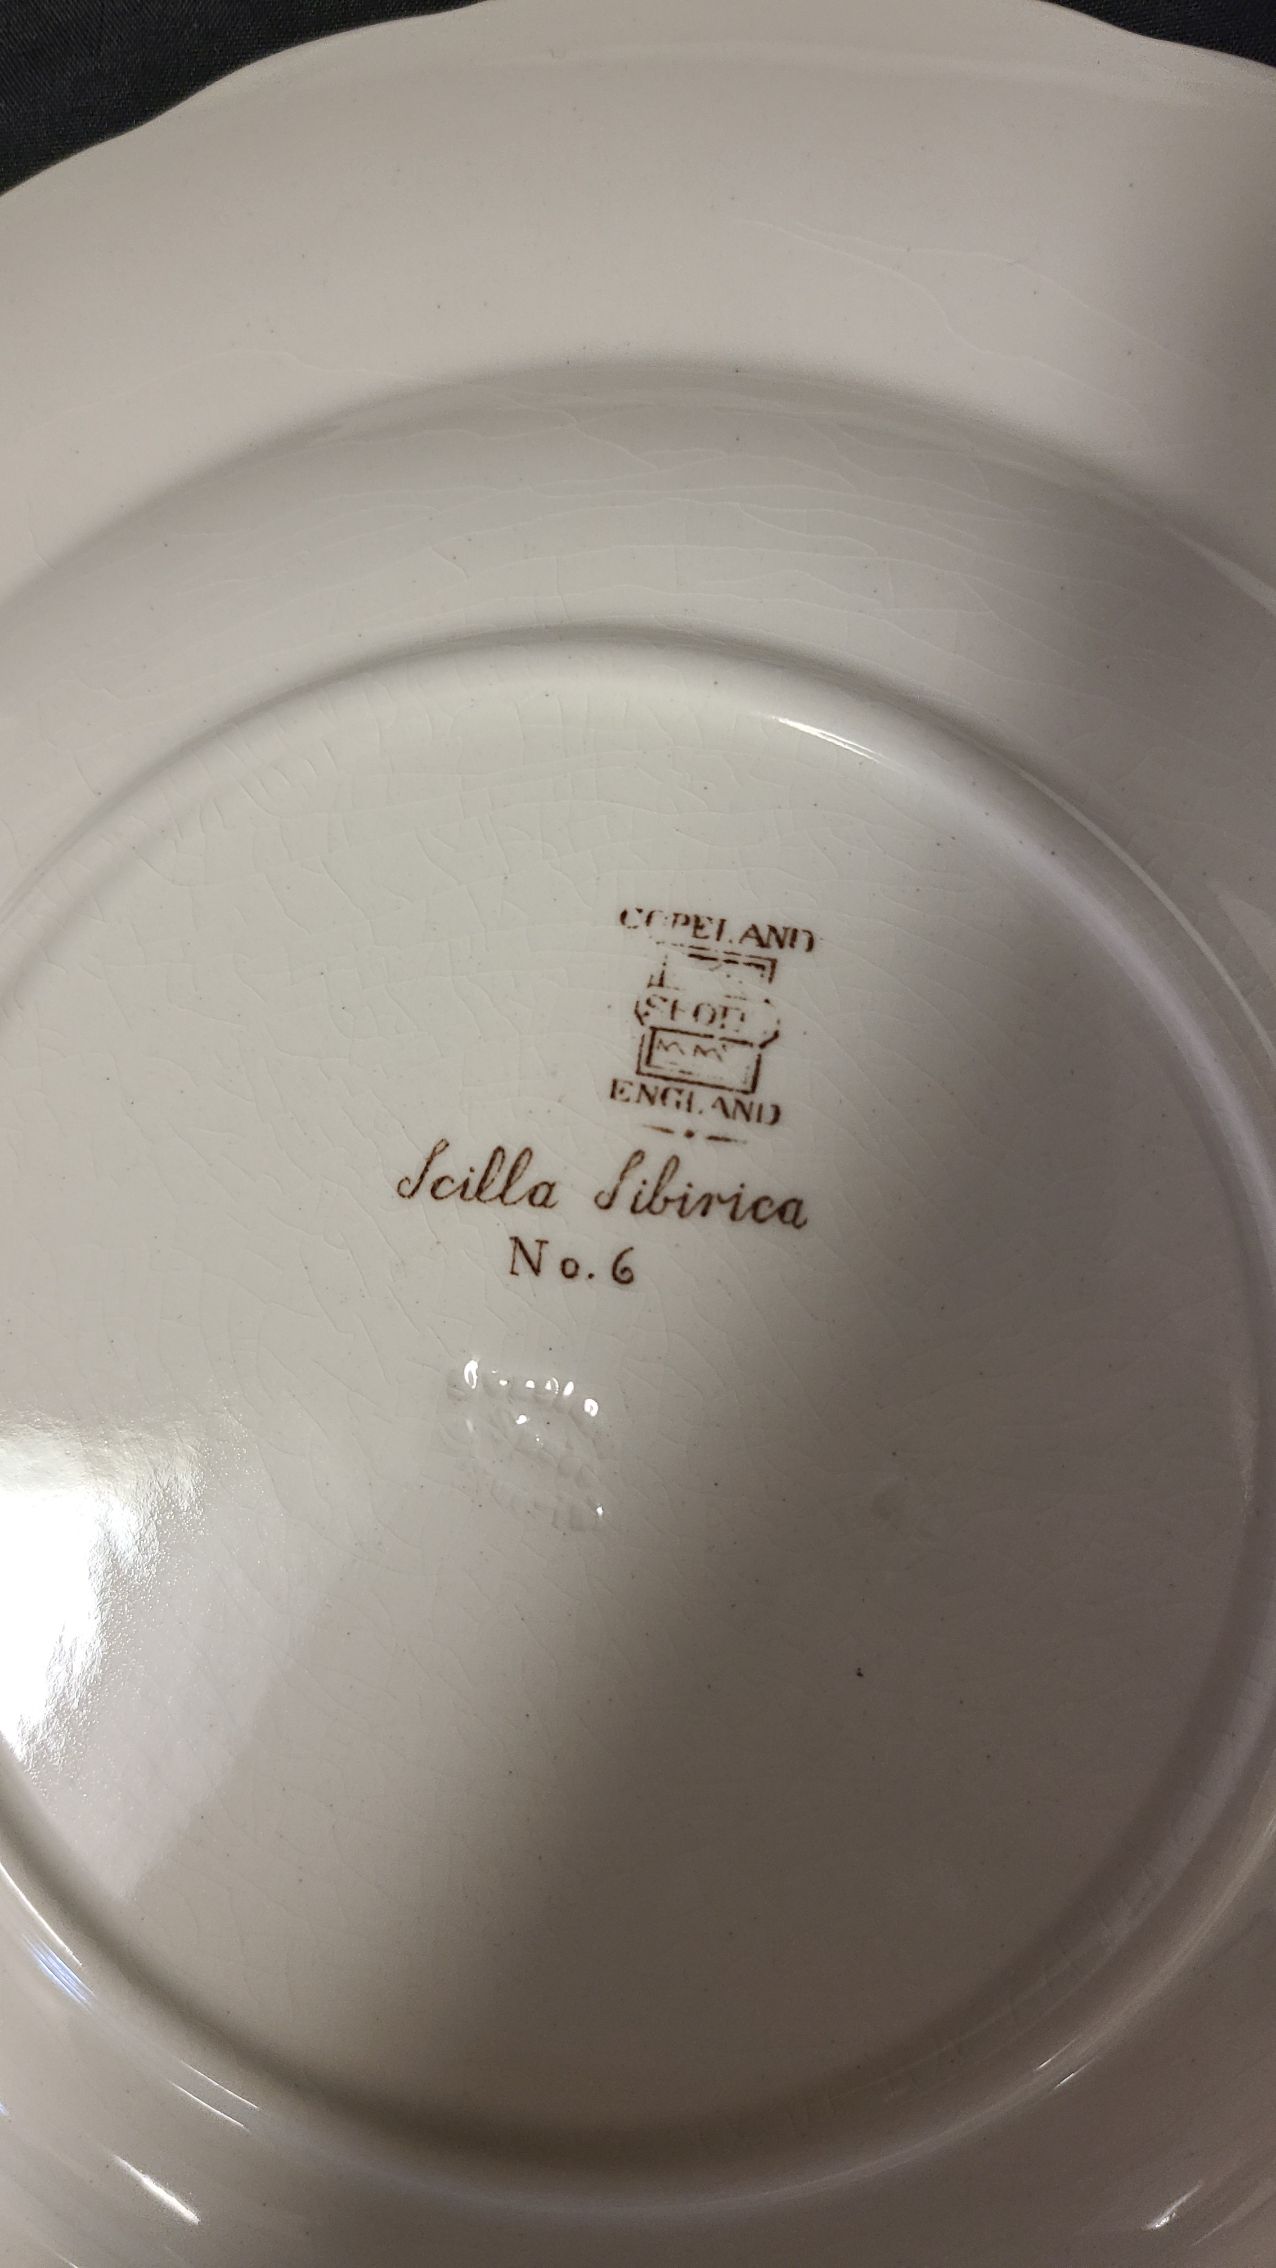 COPELAND
SPODE
ENGLAND
Scilla Sibirica
No. 6